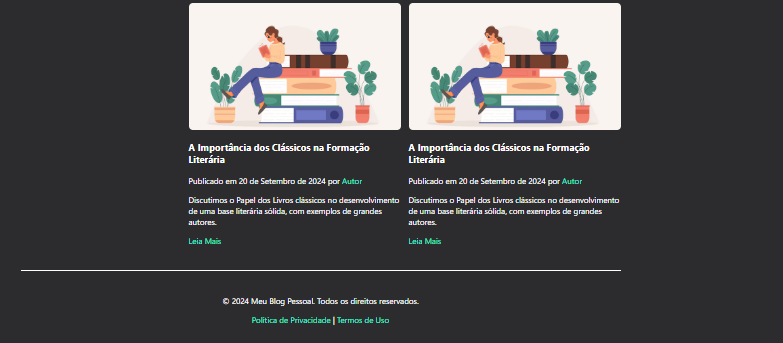 A Importância dos Clássicos na Formação
Literária
Publicado em 20 de Setembro de 2024 por Autor
Discutimos o Papel dos Livros clássicos no desenvolvimento
de uma base literária sólida, com exemplos de grandes
autores.
Leia Mais
A Importância dos Clássicos na Formação
Literária
Publicado em 20 de Setembro de 2024 por Autor
Discutimos o Papel dos Livros clássicos no desenvolvimento
de uma base literária sólida, com exemplos de grandes
autores.
Leia Mais
© 2024 Meu Blog Pessoal. Todos os direitos reservados.
Política de Privacidade | Termos de Uso